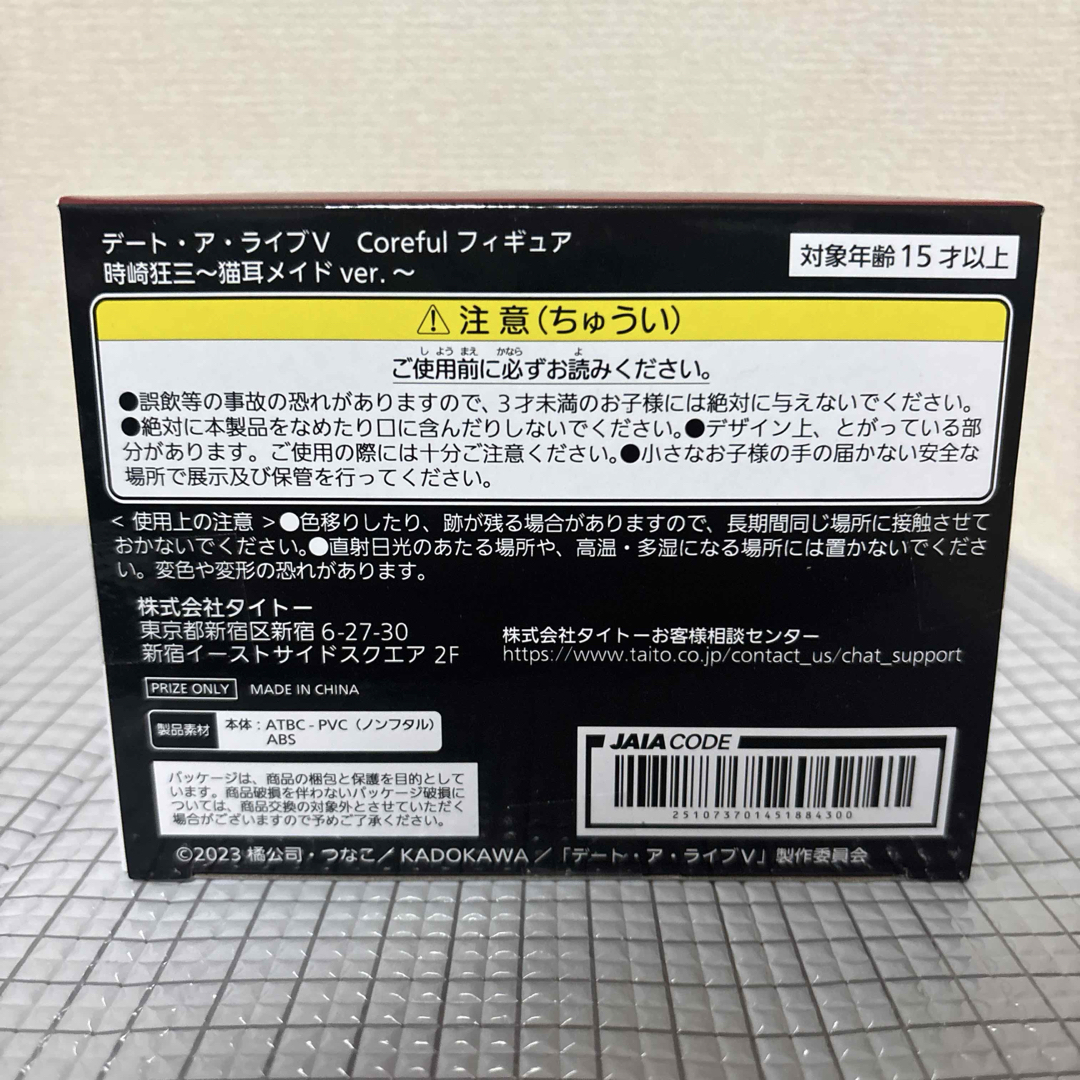 デート・ア・ライブⅤ Coreful フィギュア
時崎狂三～猫耳メイド ver.～
対象年齢15才以上
⚠ 注意(ちゅうい)
し よう まえ かなら よ
ご使用前に必ずお読みください。
●誤飲等の事故の恐れがありますので、3才未満のお子様には絶対に与えないでください。
●絶対に本製品をなめたり口に含んだりしないでください。●デザイン上、とがっている部
分があります。ご使用の際には十分ご注意ください。●小さなお子様の手の届かない安全な
場所で展示及び保管を行ってください。
< 使用上の注意 >●色移りしたり、跡が残る場合がありますので、長期間同じ場所に接触させて
おかないでください。●直射日光のあたる場所や、高温・多湿になる場所には置かないでくださ
い。変色や変形の恐れがあります。
株式会社タイトー
東京都新宿区新宿 6-27-30
新宿イーストサイドスクエア 2F
株式会社タイトーお客様相談センター
https://www.taito.co.jp/contact_us/chat_support
PRIZE ONLY MADE IN CHINA
製品素材 本体：ATBC-PVC（ノンフタル）
ABS
パッケージは、商品の梱包と保護を目的として
います。商品破損を伴わないパッケージ破損に
ついては、商品交換の対象外とさせていただく
場合がございますので予めご了承ください。
JAIA CODE
251073701451884300
©2023 橘公司・つなこ／KADOKAWA／「デート・ア・ライブⅤ」製作委員会